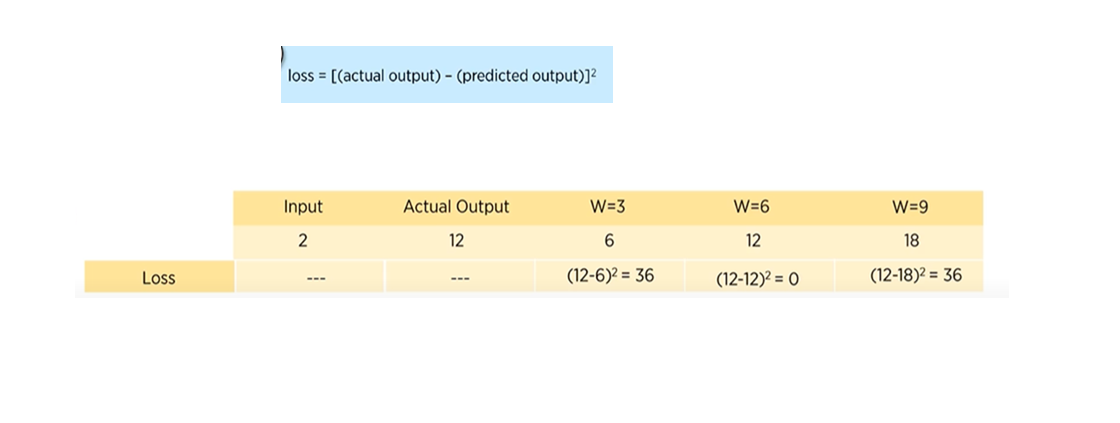 loss = [(actual output) – (predicted output)]²
Input Actual Output W=3 W=6 W=9
2 12 6 12 18
Loss --- --- (12-6)² = 36 (12-12)² = 0 (12-18)² = 36